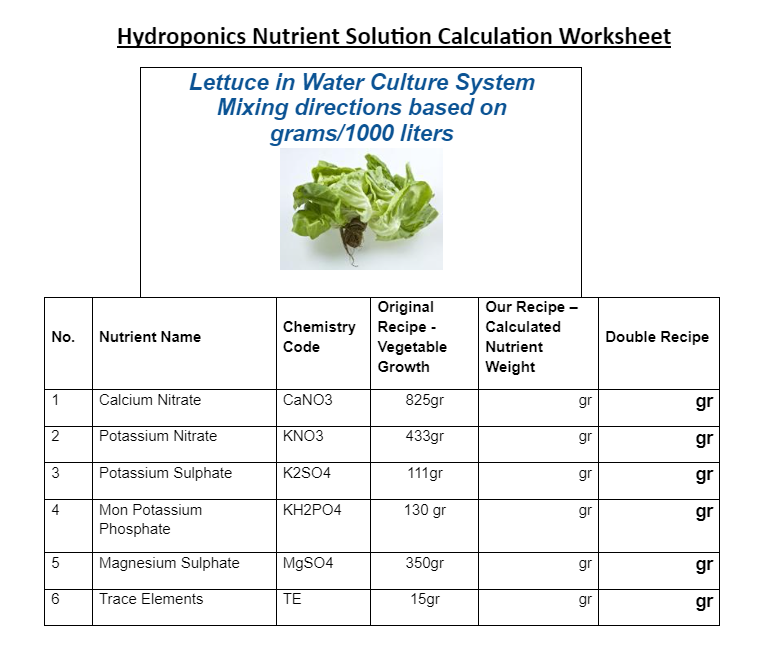 Hydroponics Nutrient Solution Calculation Worksheet
Lettuce in Water Culture System
Mixing directions based on
grams/1000 liters
No. Nutrient Name Chemistry Code Original Recipe - Vegetable Growth Our Recipe – Calculated Nutrient Weight Double Recipe
1 Calcium Nitrate CaNO3 825gr gr gr
2 Potassium Nitrate KNO3 433gr gr gr
3 Potassium Sulphate K2SO4 111gr gr gr
4 Mon Potassium Phosphate KH2PO4 130 gr gr gr
5 Magnesium Sulphate MgSO4 350gr gr gr
6 Trace Elements TE 15gr gr gr